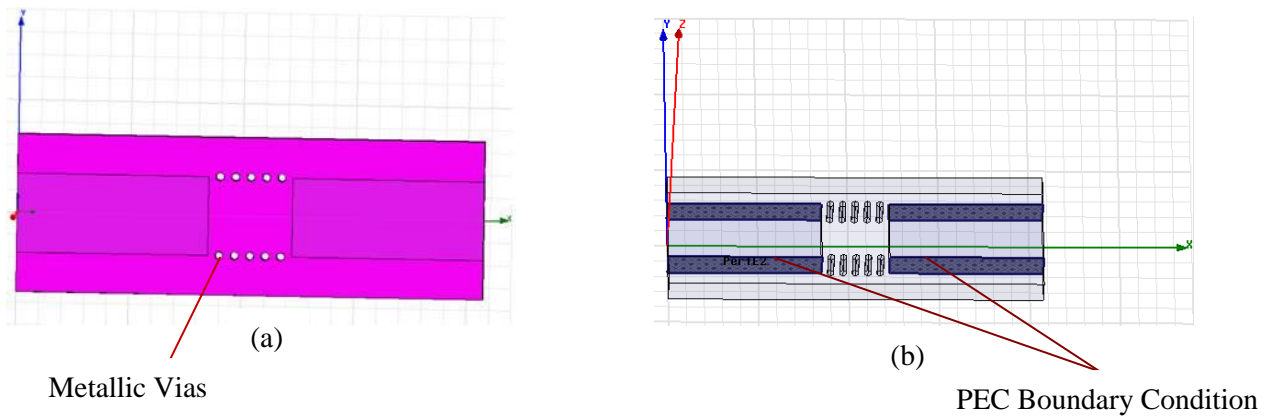 Y
X
Y
Z
X
PerfE2
(a)
(b)
Metallic Vias
PEC Boundary Condition